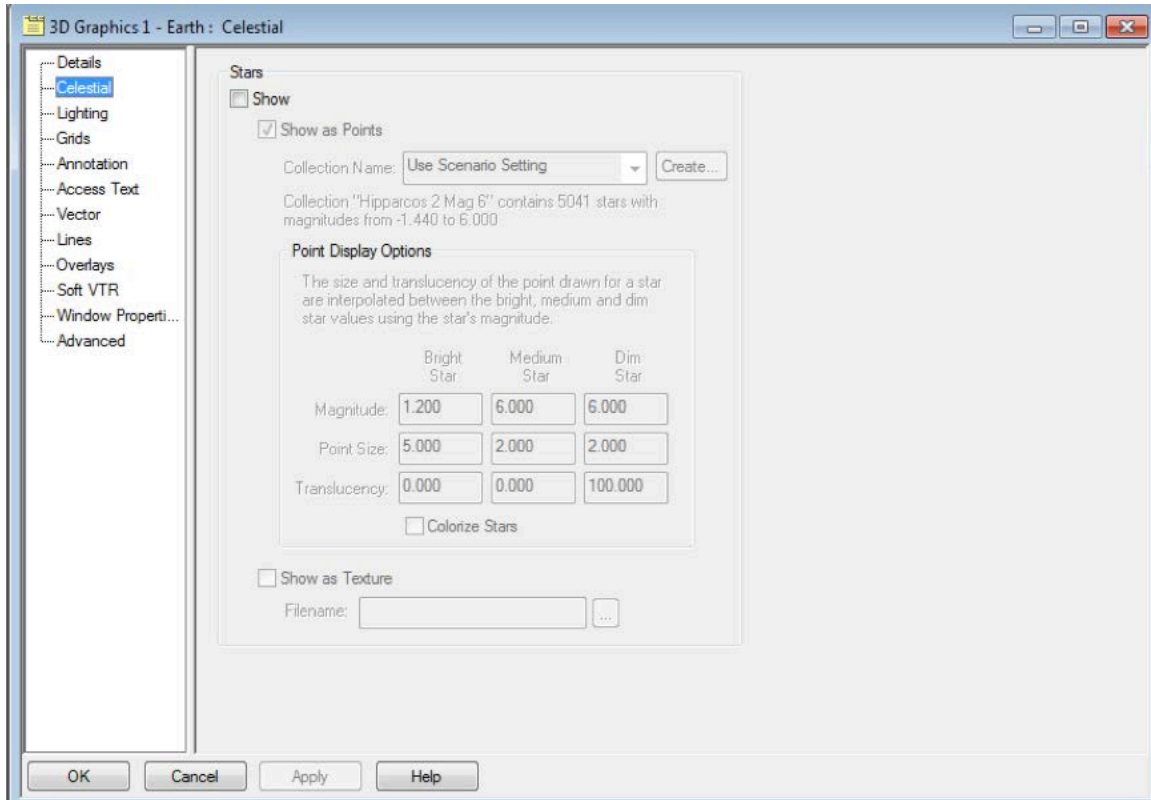 3D Graphics 1 - Earth : Celestial
Details
Celestial
Lighting
Grids
Annotation
Access Text
Vector
Lines
Overlays
Soft VTR
Window Properti...
Advanced
Stars
Show
Show as Points
Collection Name: Use Scenario Setting Create...
Collection "Hipparcos 2 Mag 6" contains 5041 stars with
magnitudes from -1.440 to 6.000
Point Display Options
The size and translucency of the point drawn for a star
are interpolated between the bright, medium and dim
star values using the star's magnitude.
Bright Medium Dim
Star Star Star
Magnitude: 1.200 6.000 6.000
Point Size: 5.000 2.000 2.000
Translucency: 0.000 0.000 100.000
Colorize Stars
Show as Texture
Filename: ...
OK Cancel Apply Help